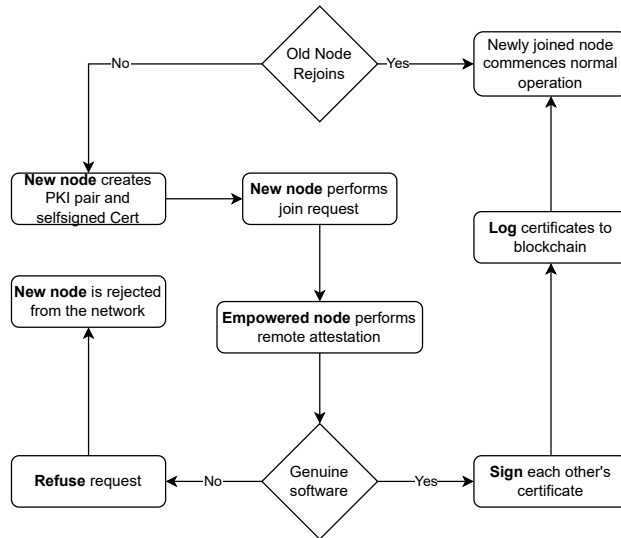 Old Node
Rejoins
No
Yes
Newly joined node
commences normal
operation
New node creates
PKI pair and
selfsigned Cert
New node performs
join request
Log certificates to
blockchain
New node is rejected
from the network
Empowered node performs
remote attestation
Refuse request
No
Genuine
software
Yes
Sign each other's
certificate